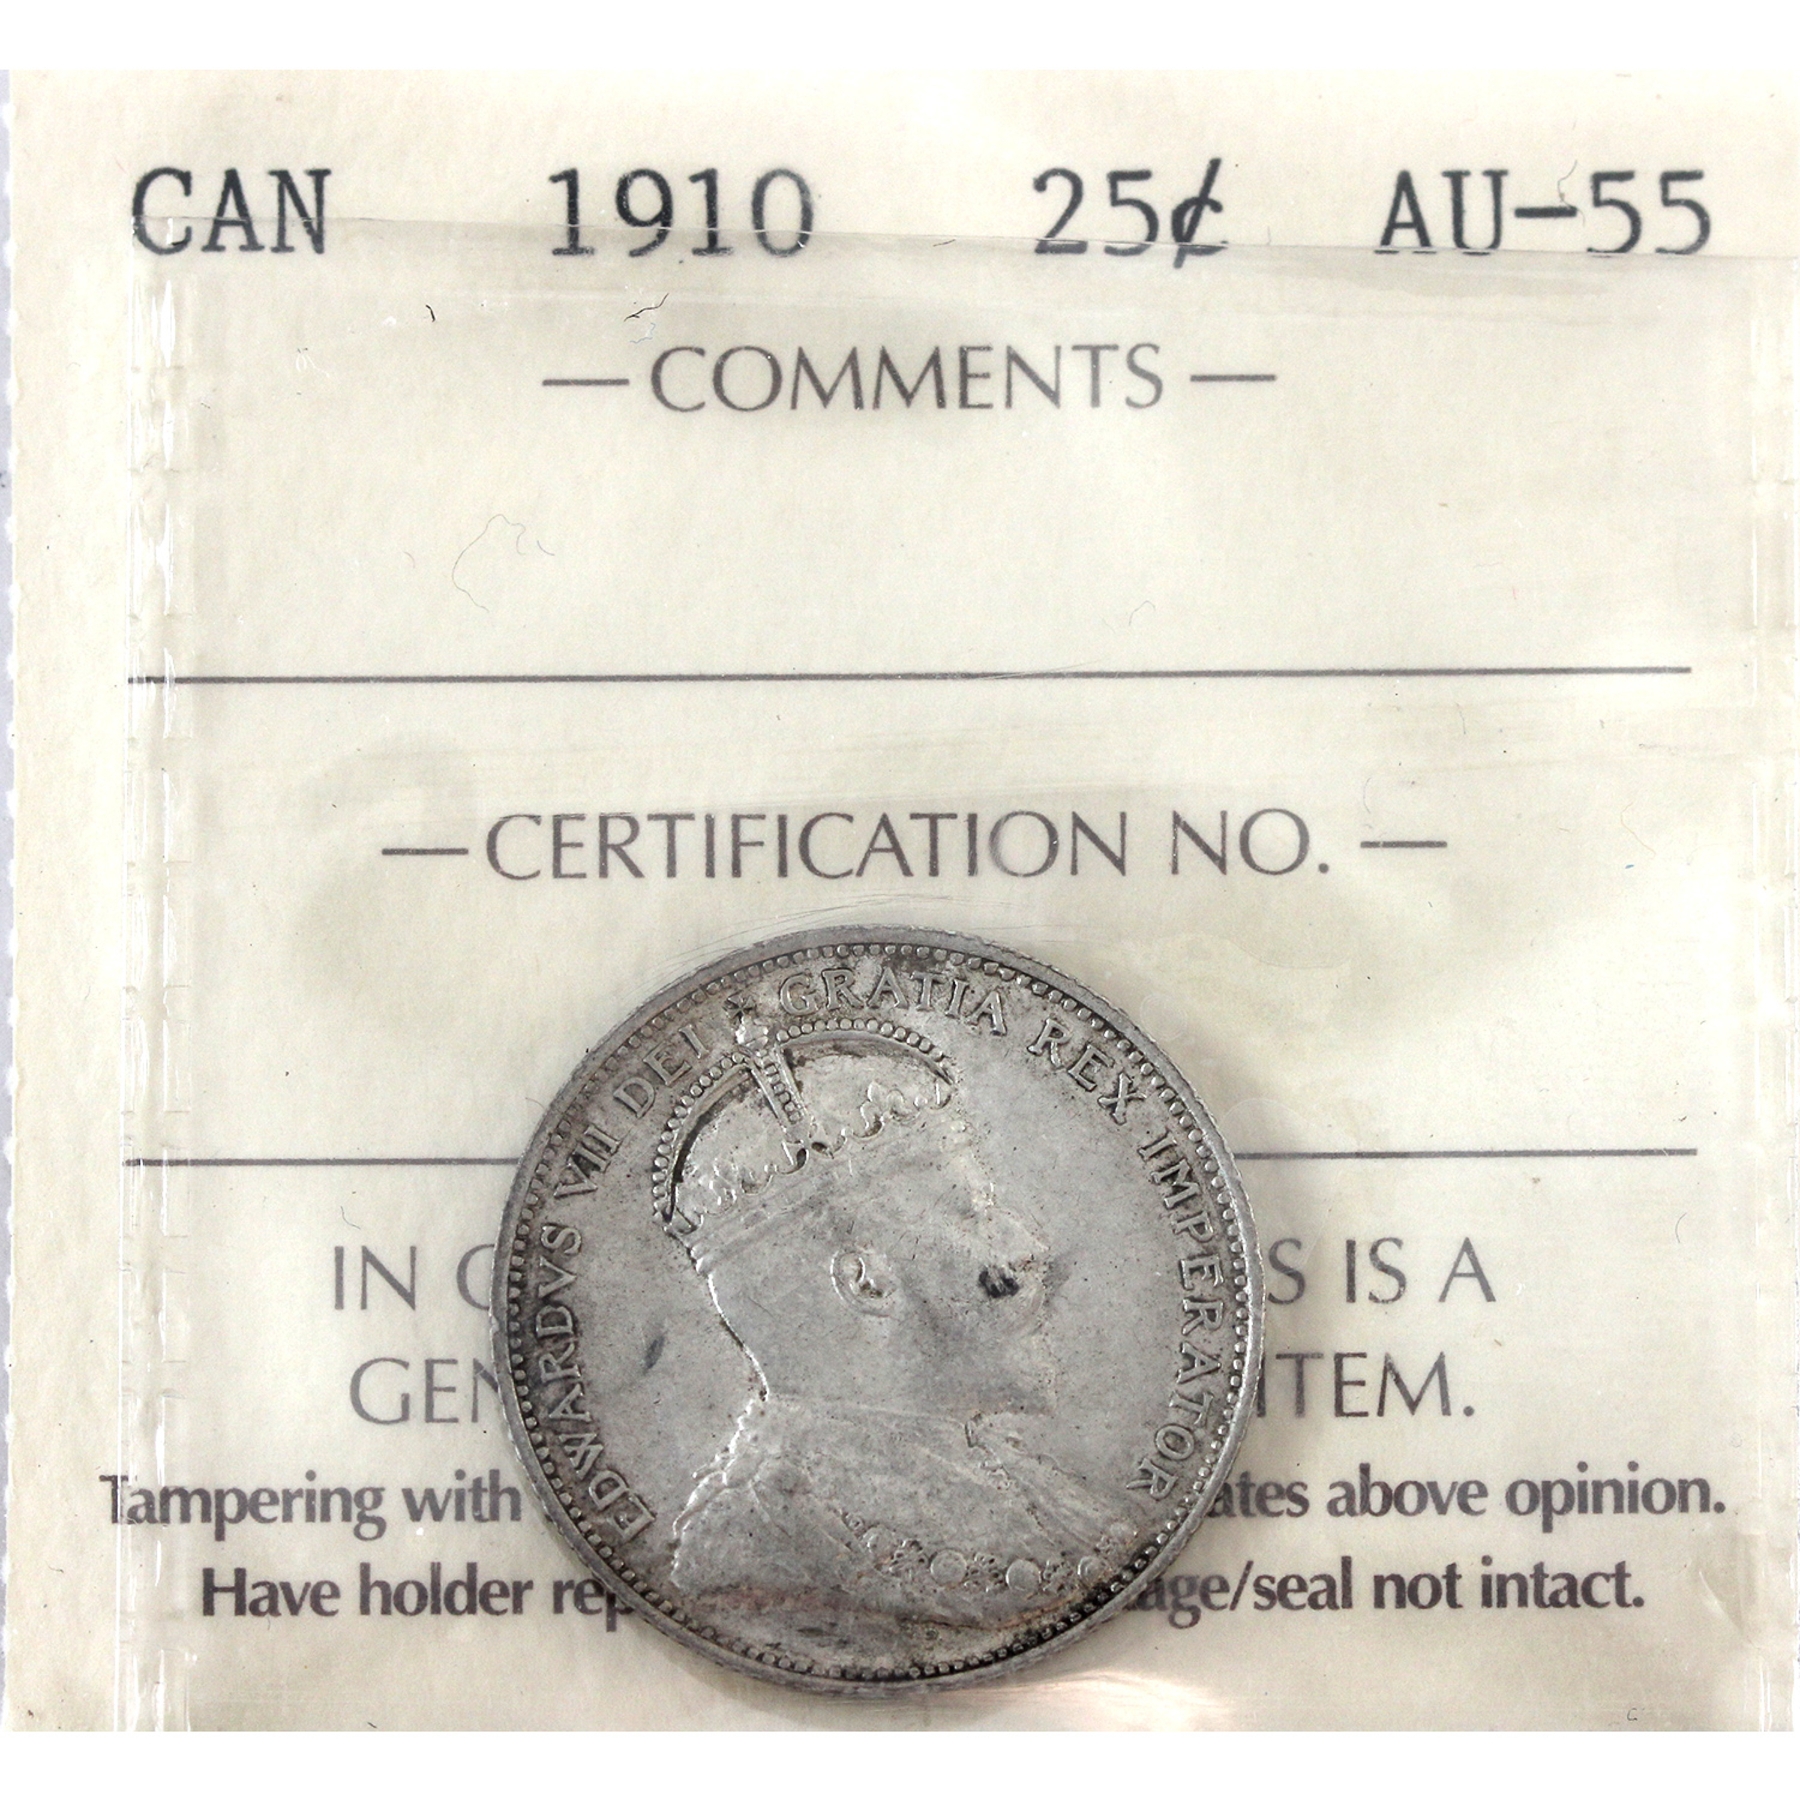 CAN 1910 25¢ AU-55
— COMMENTS —
— CERTIFICATION NO. —
EDWARDVS VII DEI GRATIA REX IMPERATOR
IN S IS A
GEN ITEM.
Tampering with ates above opinion.
Have holder rep age/seal not intact.